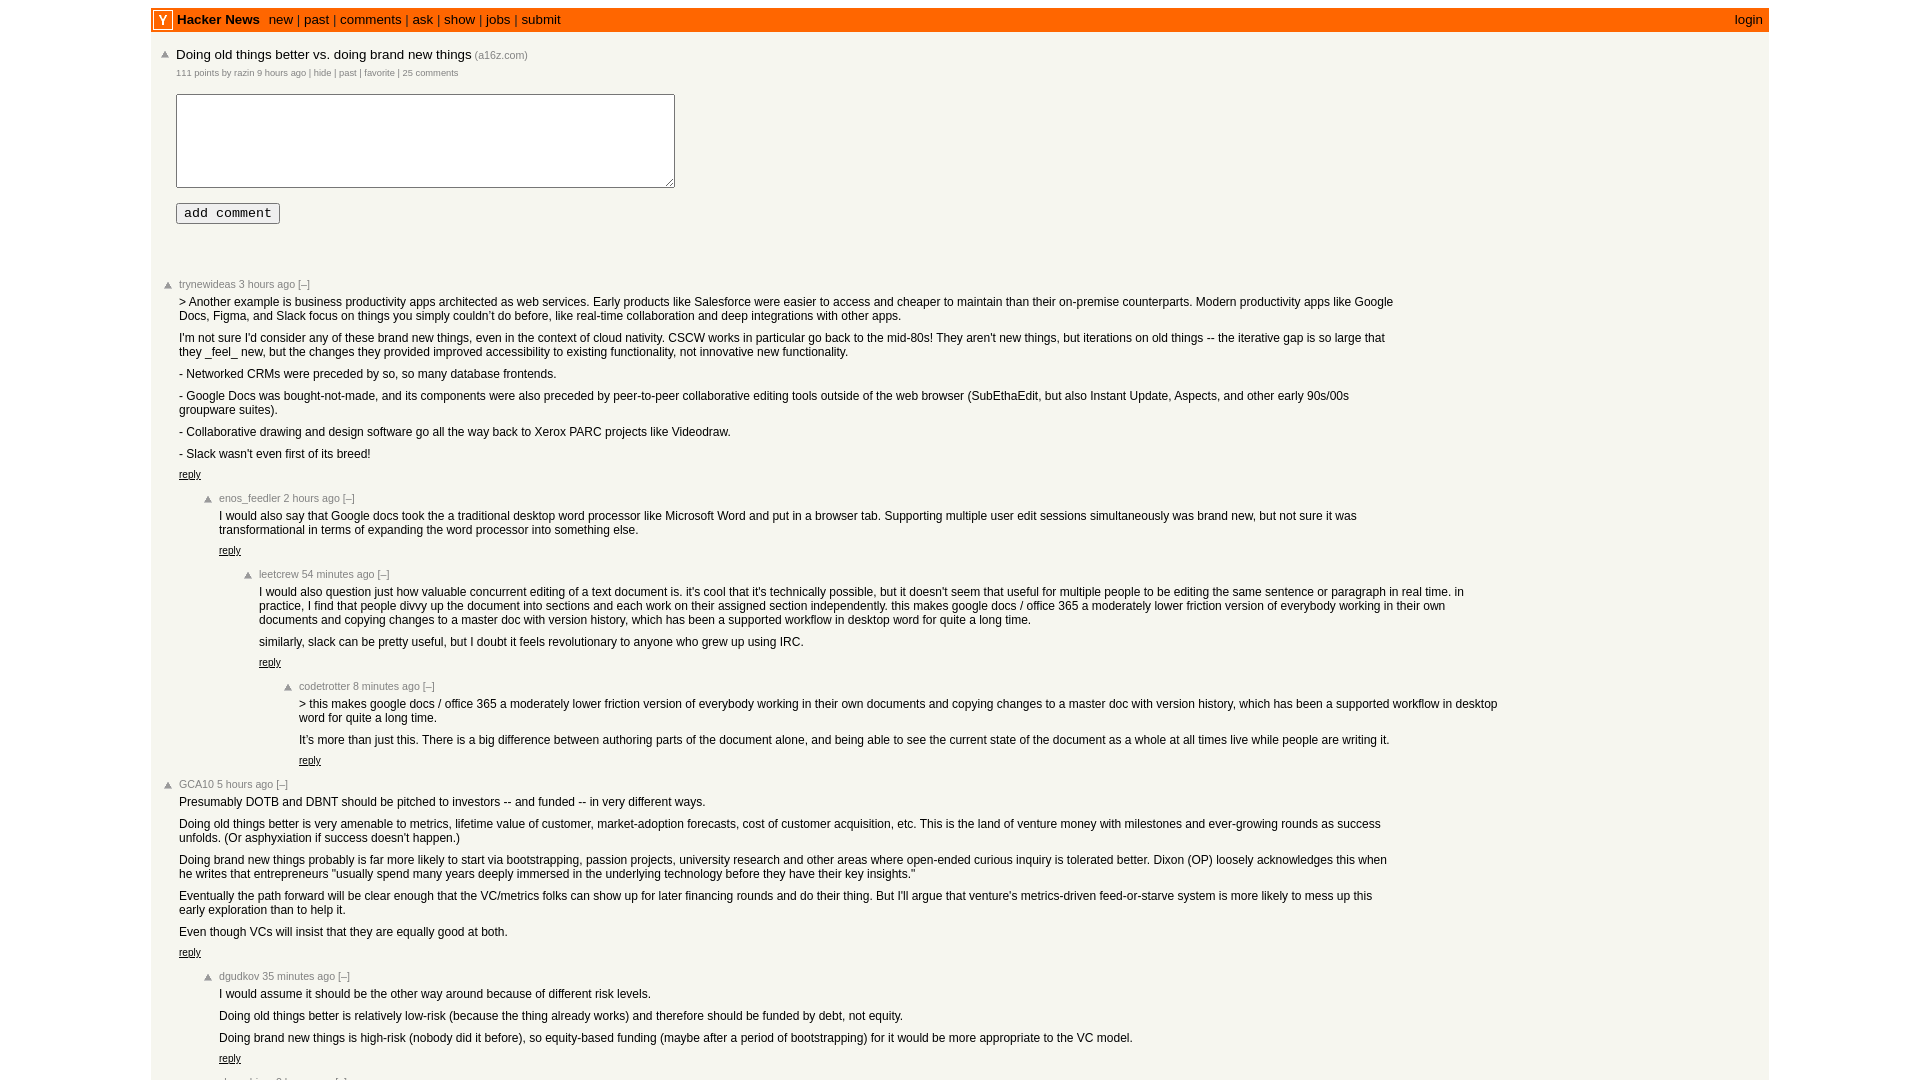 Y Hacker News new | past | comments | ask | show | jobs | submit login
Doing old things better vs. doing brand new things (a16z.com)
111 points by razin 9 hours ago | hide | past | favorite | 25 comments
add comment
trynewideas 3 hours ago [–]
> Another example is business productivity apps architected as web services. Early products like Salesforce were easier to access and cheaper to maintain than their on-premise counterparts. Modern productivity apps like Google
Docs, Figma, and Slack focus on things you simply couldn’t do before, like real-time collaboration and deep integrations with other apps.
I'm not sure I'd consider any of these brand new things, even in the context of cloud nativity. CSCW works in particular go back to the mid-80s! They aren't new things, but iterations on old things -- the iterative gap is so large that
they _feel_ new, but the changes they provided improved accessibility to existing functionality, not innovative new functionality.
- Networked CRMs were preceded by so, so many database frontends.
- Google Docs was bought-not-made, and its components were also preceded by peer-to-peer collaborative editing tools outside of the web browser (SubEthaEdit, but also Instant Update, Aspects, and other early 90s/00s
groupware suites).
- Collaborative drawing and design software go all the way back to Xerox PARC projects like Videodraw.
- Slack wasn't even first of its breed!
reply
enos_feedler 2 hours ago [–]
I would also say that Google docs took the a traditional desktop word processor like Microsoft Word and put in a browser tab. Supporting multiple user edit sessions simultaneously was brand new, but not sure it was
transformational in terms of expanding the word processor into something else.
reply
leetcrew 54 minutes ago [–]
I would also question just how valuable concurrent editing of a text document is. it's cool that it's technically possible, but it doesn't seem that useful for multiple people to be editing the same sentence or paragraph in real time. in
practice, I find that people divvy up the document into sections and each work on their assigned section independently. this makes google docs / office 365 a moderately lower friction version of everybody working in their own
documents and copying changes to a master doc with version history, which has been a supported workflow in desktop word for quite a long time.
similarly, slack can be pretty useful, but I doubt it feels revolutionary to anyone who grew up using IRC.
reply
codetrotter 8 minutes ago [–]
> this makes google docs / office 365 a moderately lower friction version of everybody working in their own documents and copying changes to a master doc with version history, which has been a supported workflow in desktop
word for quite a long time.
It’s more than just this. There is a big difference between authoring parts of the document alone, and being able to see the current state of the document as a whole at all times live while people are writing it.
reply
GCA10 5 hours ago [–]
Presumably DOTB and DBNT should be pitched to investors -- and funded -- in very different ways.
Doing old things better is very amenable to metrics, lifetime value of customer, market-adoption forecasts, cost of customer acquisition, etc. This is the land of venture money with milestones and ever-growing rounds as success
unfolds. (Or asphyxiation if success doesn't happen.)
Doing brand new things probably is far more likely to start via bootstrapping, passion projects, university research and other areas where open-ended curious inquiry is tolerated better. Dixon (OP) loosely acknowledges this when
he writes that entrepreneurs "usually spend many years deeply immersed in the underlying technology before they have their key insights."
Eventually the path forward will be clear enough that the VC/metrics folks can show up for later financing rounds and do their thing. But I'll argue that venture's metrics-driven feed-or-starve system is more likely to mess up this
early exploration than to help it.
Even though VCs will insist that they are equally good at both.
reply
dgudkov 35 minutes ago [–]
I would assume it should be the other way around because of different risk levels.
Doing old things better is relatively low-risk (because the thing already works) and therefore should be funded by debt, not equity.
Doing brand new things is high-risk (nobody did it before), so equity-based funding (maybe after a period of bootstrapping) for it would be more appropriate to the VC model.
reply